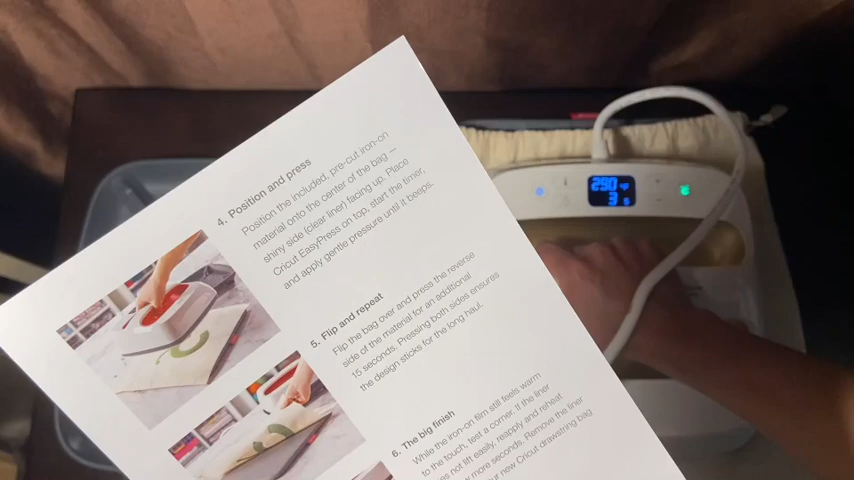 4. Position and press
Position the included, pre-cut iron-on
material onto the center of the bag —
shiny side (clear liner) facing up. Place
Cricut EasyPress on top, start the timer,
and apply gentle pressure until it beeps.
5. Flip and repeat
Flip the bag over and press the reverse
side of the material for an additional
15 seconds. Pressing both sides ensures
the design sticks for the long haul.
6. The big finish
While the iron-on film still feels warm
to the touch, test a corner. If the liner
not lift easily, reapply and reheat
more seconds. Remove the liner
new Cricut drawstring bag
290 °F
3 s